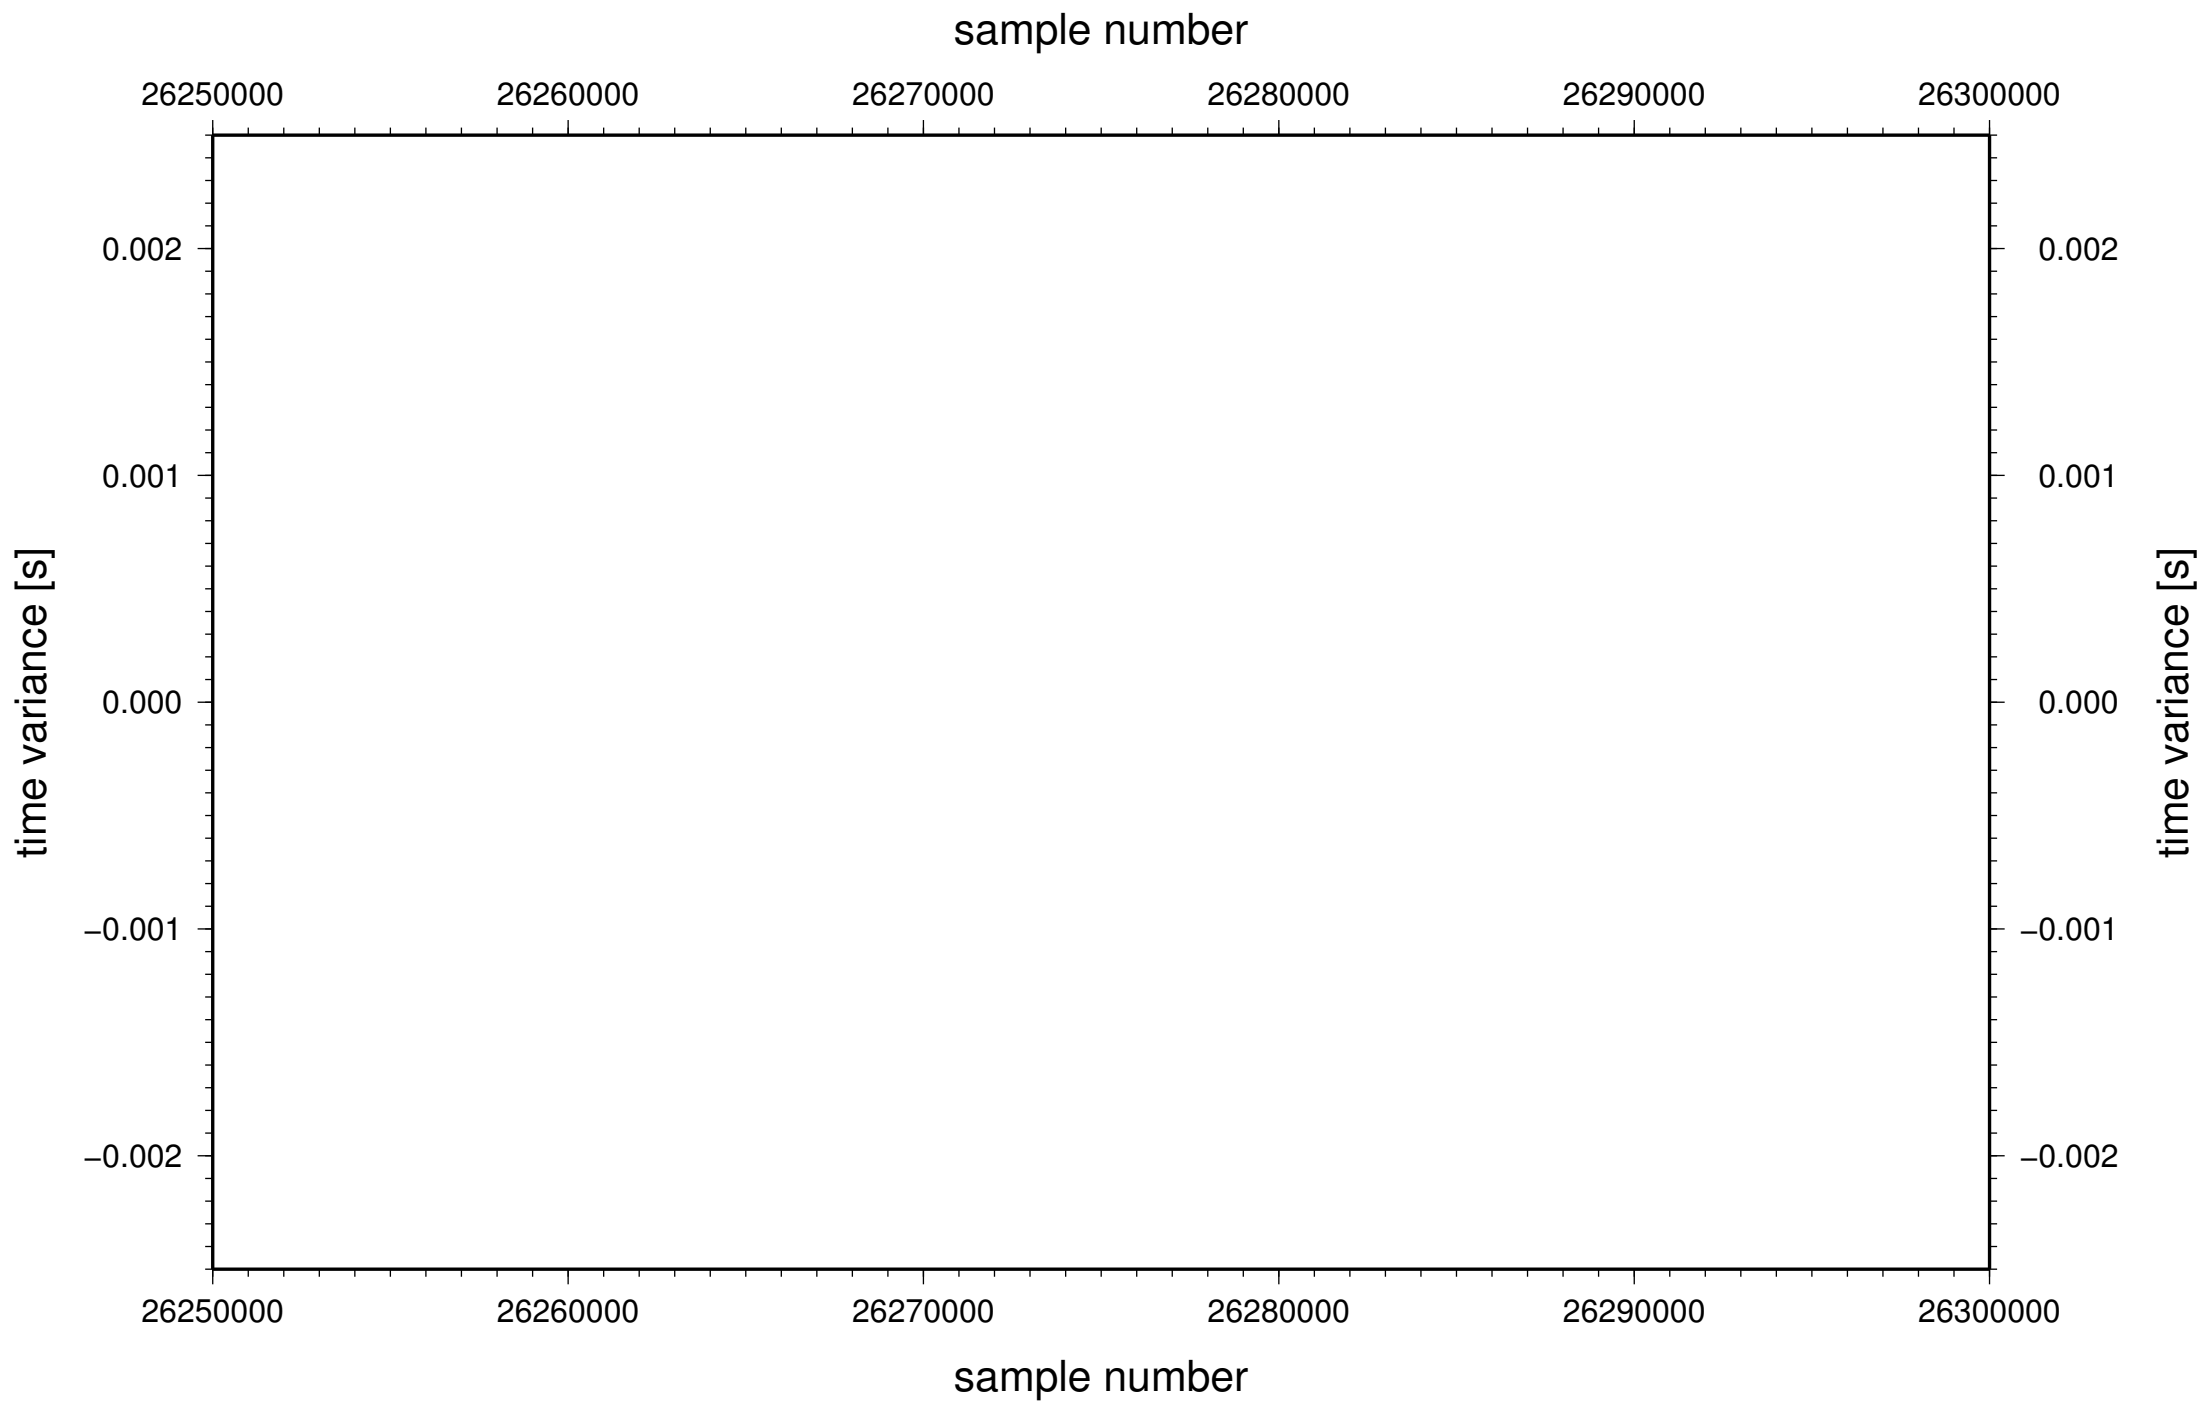 sample number
26250000 26260000 26270000 26280000 26290000 26300000
0.002 0.002
0.001 0.001
time variance [s] 0.000 0.000 time variance [s]
−0.001 −0.001
−0.002 −0.002
26250000 26260000 26270000 26280000 26290000 26300000
sample number